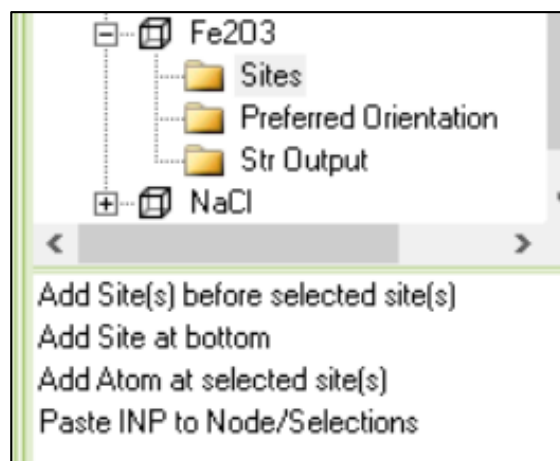 Fe2O3
Sites
Preferred Orientation
Str Output
NaCl
Add Site(s) before selected site(s)
Add Site at bottom
Add Atom at selected site(s)
Paste INP to Node/Selections